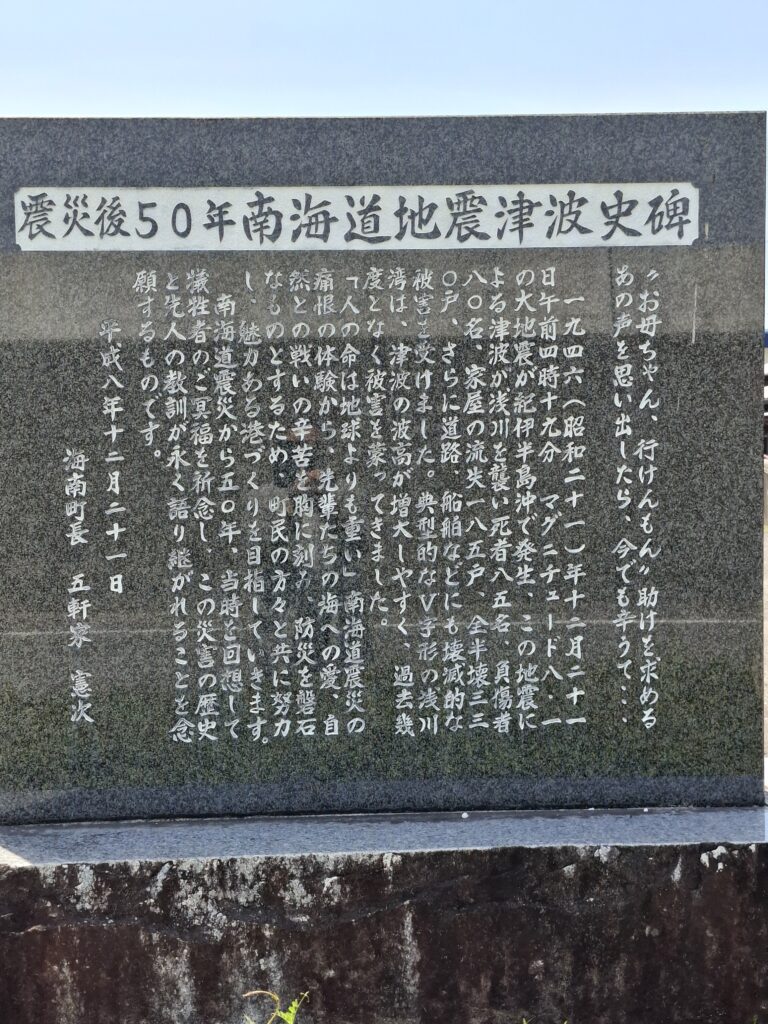 震災後50年南海道地震津波史碑
〝お母ちゃん、行けんもん〟助けを求める
あの声を思い出したら、今でも辛うて・・・
一九四六(昭和二十一)年十二月二十一
日午前四時十九分 マグニチュード八.一
の大地震が紀伊半島沖で発生、この地震に
よる津波が浅川を襲い死者八五名、負傷者
八〇名、家屋の流失一八五戸、全半壊三三
〇戸、さらに道路、船舶などにも壊滅的な
被害を受けました。典型的なV字形の浅川
湾は、津波の波高が増大しやすく、過去幾
度となく被害を蒙ってきました。
「人の命は地球よりも重い」南海道震災の
痛恨の体験から、先輩たちの海への愛、自
然との戦いの辛苦を胸に刻み、防災を磐石
なものとするため、町民の方々と共に努力
し、魅力ある港づくりを目指していきます。
南海道震災から五〇年、当時を回想して
犠牲者のご冥福を祈念し、この災害の歴史
と先人の教訓が永く語り継がれることを念
願するものです。
平成八年十二月二十一日
海南町長 五軒家 憲次